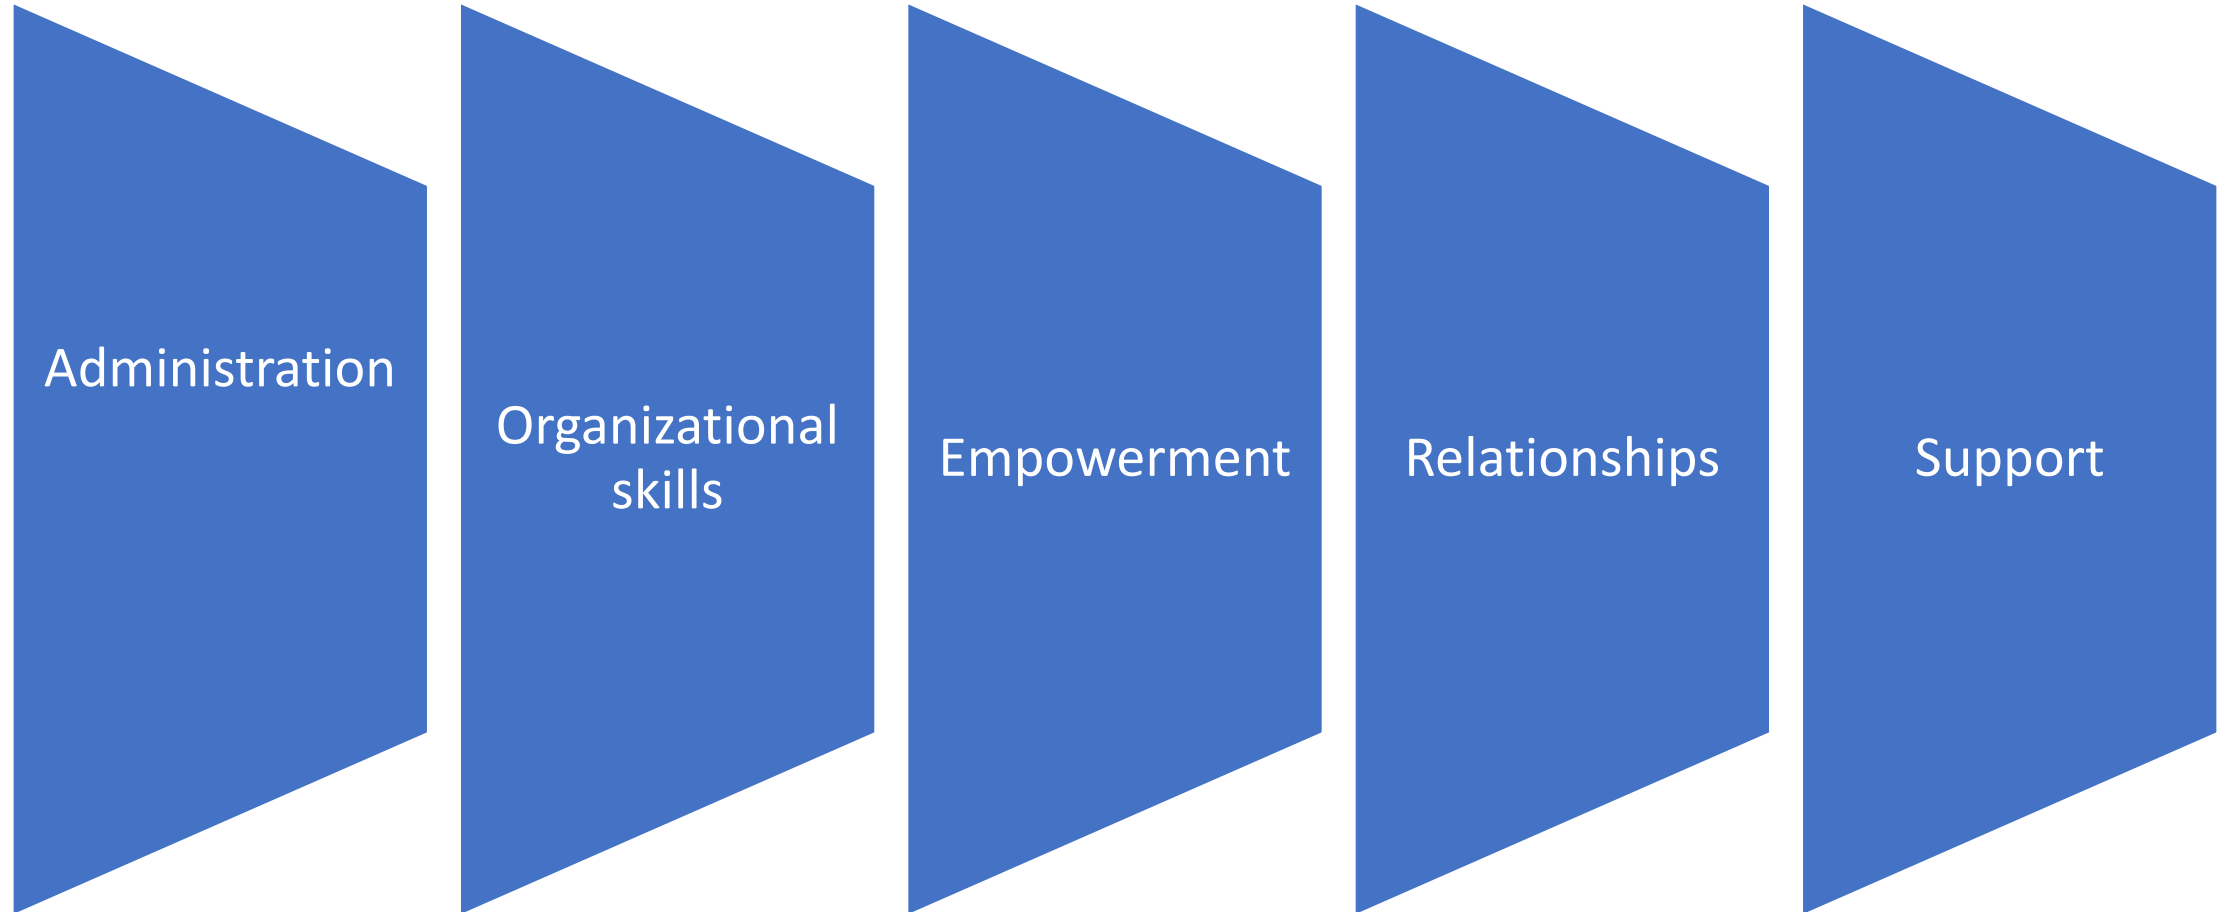 Administration
Organizational
skills
Empowerment
Relationships
Support